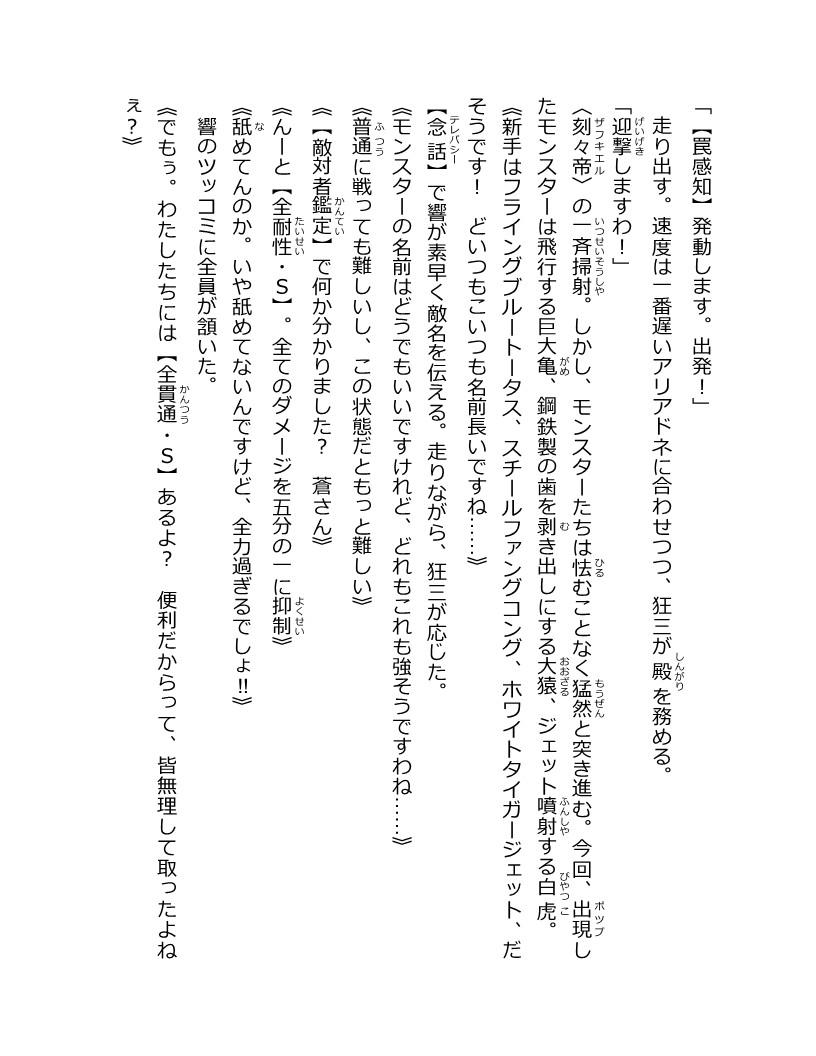 「【罠感知】発動します。出発！」
　走り出す。速度は一番遅いアリアドネに合わせつつ、狂三が殿を務める。
「迎撃しますわ！」
〈刻々帝〉の一斉掃射。しかし、モンスターたちは怯むことなく猛然と突き進む。今回、出現し
たモンスターは飛行する巨大亀、鋼鉄製の歯を剥き出しにする大猿、ジェット噴射する白虎。
《新手はフライングブルートータス、スチールファングコング、ホワイトタイガージェット、だ
そうです！　どいつもこいつも名前長いですね……》
【念話】で響が素早く敵名を伝える。走りながら、狂三が応じた。
《モンスターの名前はどうでもいいですけれど、どれもこれも強そうですわね……》
《普通に戦っても難しいし、この状態だともっと難しい》
《【敵対者鑑定】で何か分かりました？　蒼さん》
《んーと【全耐性・Ｓ】。全てのダメージを五分の一に抑制》
《舐めてんのか。いや舐めてないんですけど、全力過ぎるでしょ‼》
　響のツッコミに全員が頷いた。
《でもぅ。わたしたちには【全貫通・Ｓ】あるよ？　便利だからって、皆無理して取ったよね
ぇ？》